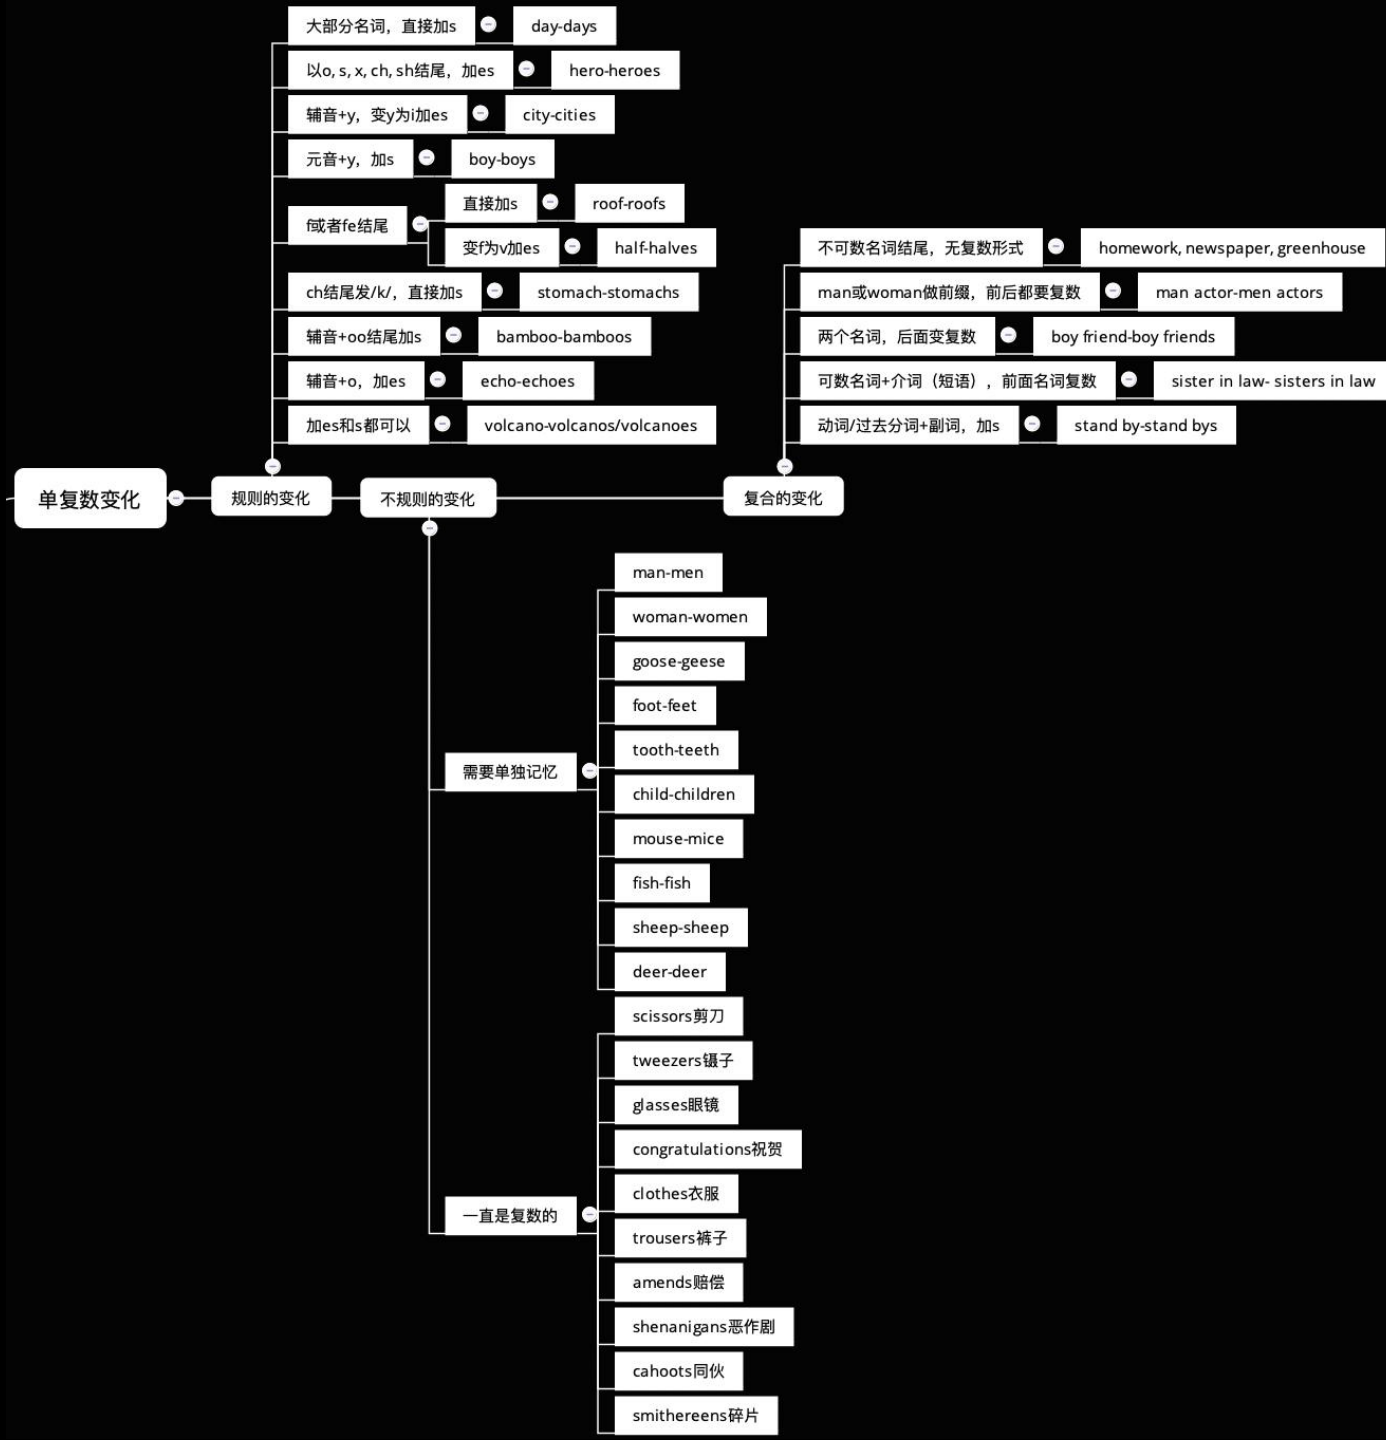 大部分名词，直接加s
day-days
以o, s, x, ch, sh结尾，加es
hero-heroes
辅音+y，变y为i加es
city-cities
元音+y，加s
boy-boys
f或者fe结尾
直接加s
roof-roofs
变f为v加es
half-halves
ch结尾发/k/，直接加s
stomach-stomachs
辅音+oo结尾加s
bamboo-bamboos
辅音+o，加es
echo-echoes
加es和s都可以
volcano-volcanos/volcanoes
不可数名词结尾，无复数形式
homework, newspaper, greenhouse
man或woman做前缀，前后都要复数
man actor-men actors
两个名词，后面变复数
boy friend-boy friends
可数名词+介词（短语），前面名词复数
sister in law- sisters in law
动词/过去分词+副词，加s
stand by-stand bys
单复数变化
规则的变化
不规则的变化
复合的变化
需要单独记忆
man-men
woman-women
goose-geese
foot-feet
tooth-teeth
child-children
mouse-mice
fish-fish
sheep-sheep
deer-deer
一直是复数的
scissors剪刀
tweezers镊子
glasses眼镜
congratulations祝贺
clothes衣服
trousers裤子
amends赔偿
shenanigans恶作剧
cahoots同伙
smithereens碎片